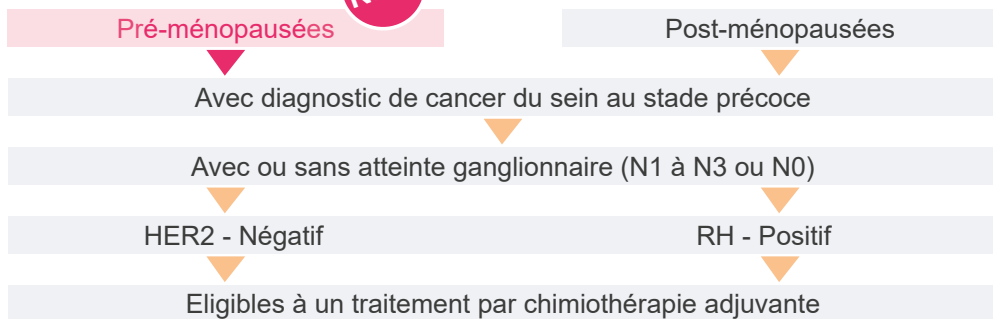 Pré-ménopausées
Post-ménopausées
Avec diagnostic de cancer du sein au stade précoce
Avec ou sans atteinte ganglionnaire (N1 à N3 ou N0)
HER2 - Négatif
RH - Positif
Eligibles à un traitement par chimiothérapie adjuvante